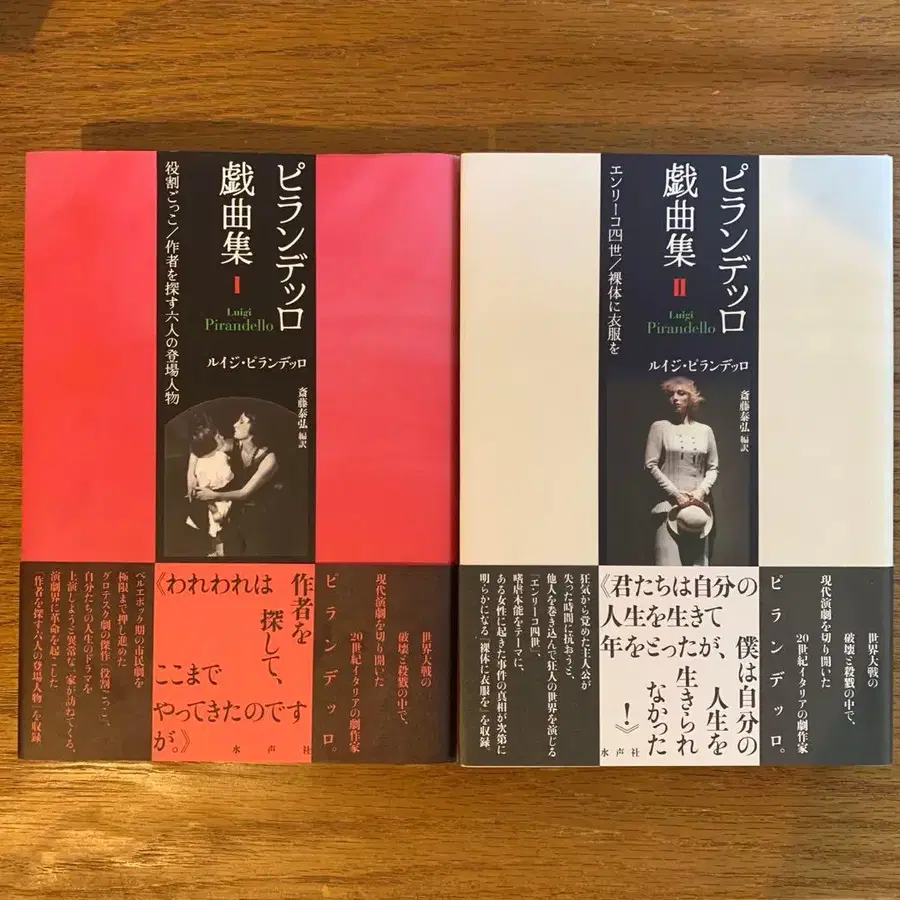 ピランデッロ
戯曲集 I
Luigi
Pirandello
役割ごっこ/作者を探す六人の登場人物
ルイジ・ピランデッロ
斎藤泰弘 編訳
世界大戦の
破壊と殺戮の中で、
現代演劇を切り開いた
20世紀イタリアの劇作家
ピランデッロ。
《われわれは
作者を
探して、
ここまで
やってきたのです
が。》
水声社
ベルエポック期の市民劇を
極限まで押し進めた
グロテスク劇の傑作「役割ごっこ」、
自分たちの人生のドラマを
上演しようと異常な一家が訪ねてくる、
演劇界に革命を起こした
「作者を探す六人の登場人物」を収録。
ピランデッロ
戯曲集 II
Luigi
Pirandello
エンリーコ四世/裸体に衣服を
ルイジ・ピランデッロ
斎藤泰弘 編訳
世界大戦の
破壊と殺戮の中で、
現代演劇を切り開いた
20世紀イタリアの劇作家
ピランデッロ。
《君たちは自分の
人生を生きて
年をとったが、
僕は自分の
人生を
生きられ
なかった
!》
水声社
狂気から覚めた主人公が
失った時間に抗おうと、
他人を巻き込んで狂人の世界を演じる
「エンリーコ四世」、
嗜虐本能をテーマに、
ある女性に起きた事件の真相が次第に
明らかになる「裸体に衣服を」を収録。